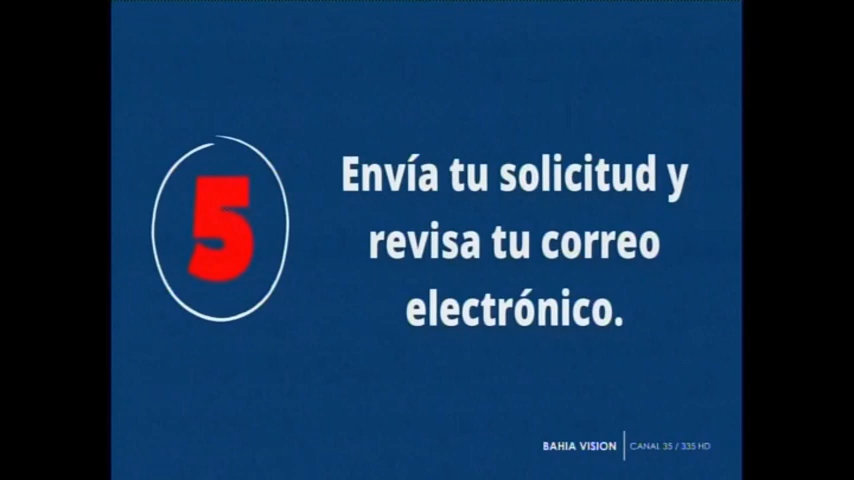 5
Envía tu solicitud y
revisa tu correo
electrónico.
BAHIA VISION CANAL 35 / 335 HD